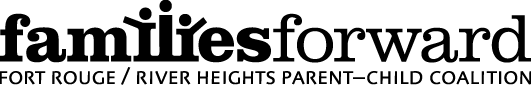 familiesforward
FORT ROUGE / RIVER HEIGHTS PARENT–CHILD COALITION